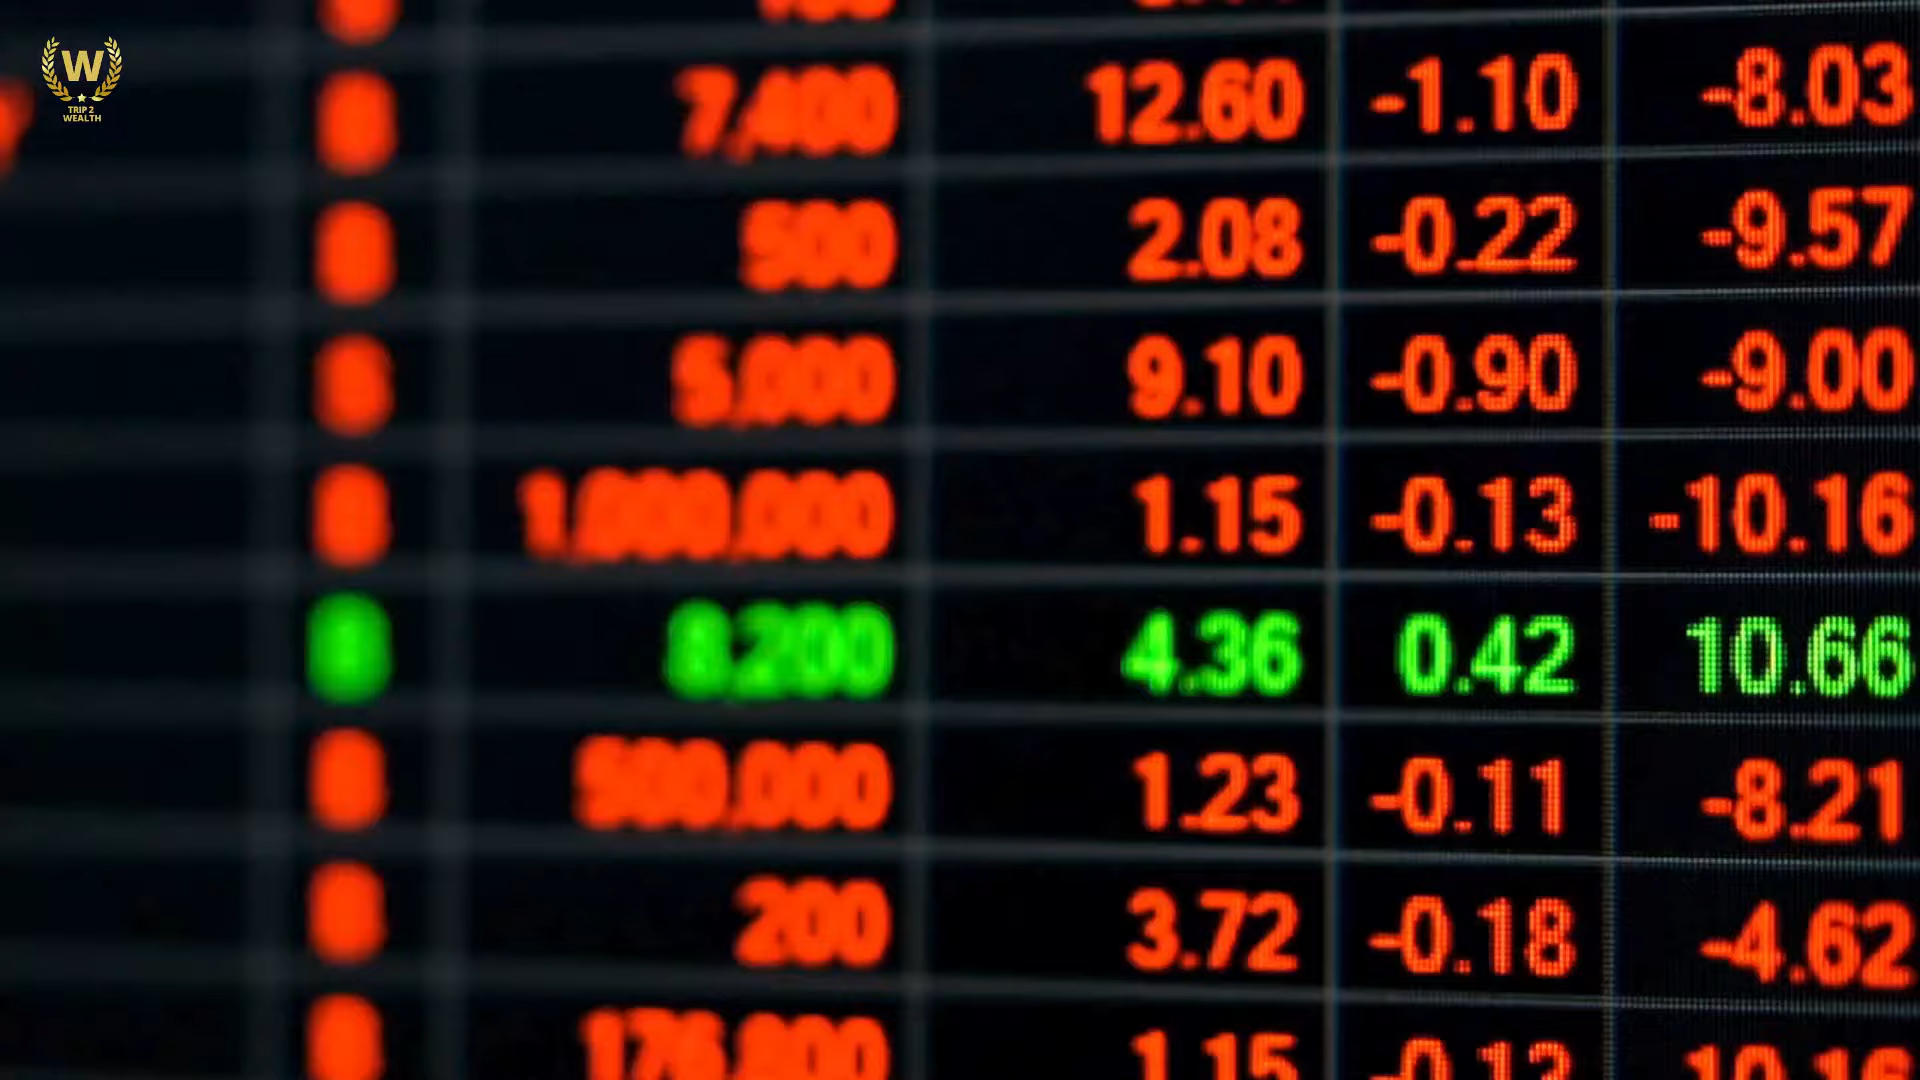 W
TRIP 2
WEALTH
7,400 12.60 -1.10 -8.03
500 2.08 -0.22 -9.57
5,000 9.10 -0.90 -9.00
1,000,000 1.15 -0.13 -10.16
8,200 4.36 0.42 10.66
500,000 1.23 -0.11 -8.21
200 3.72 -0.18 -4.62
1.15